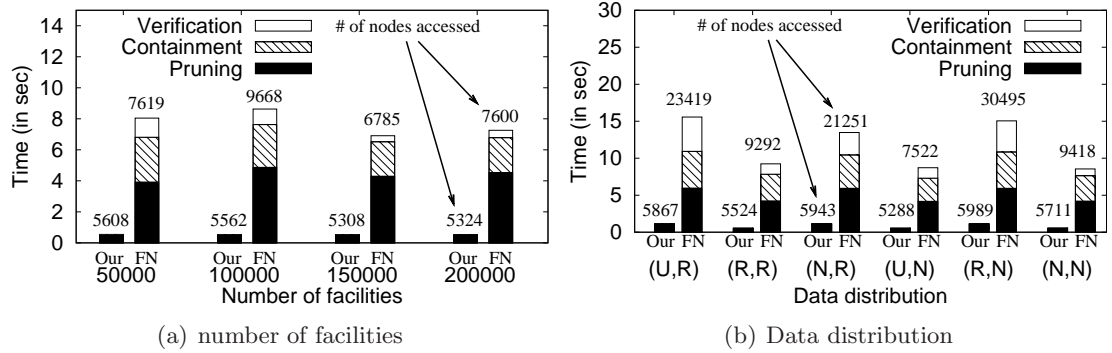 Verification
Containment
Pruning
# of nodes accessed
Time (in sec)
14
12
10
8
6
4
2
0
7619
9668
6785
7600
5608
5562
5308
5324
Our FN Our FN Our FN Our FN
50000 100000 150000 200000
Number of facilities
(a) number of facilities
Verification
Containment
Pruning
# of nodes accessed
Time (in sec)
30
25
20
15
10
5
0
23419
9292
21251
7522
30495
9418
5867
5524
5943
5288
5989
5711
Our FN Our FN Our FN Our FN Our FN Our FN
(U,R) (R,R) (N,R) (U,N) (R,N) (N,N)
Data distribution
(b) Data distribution